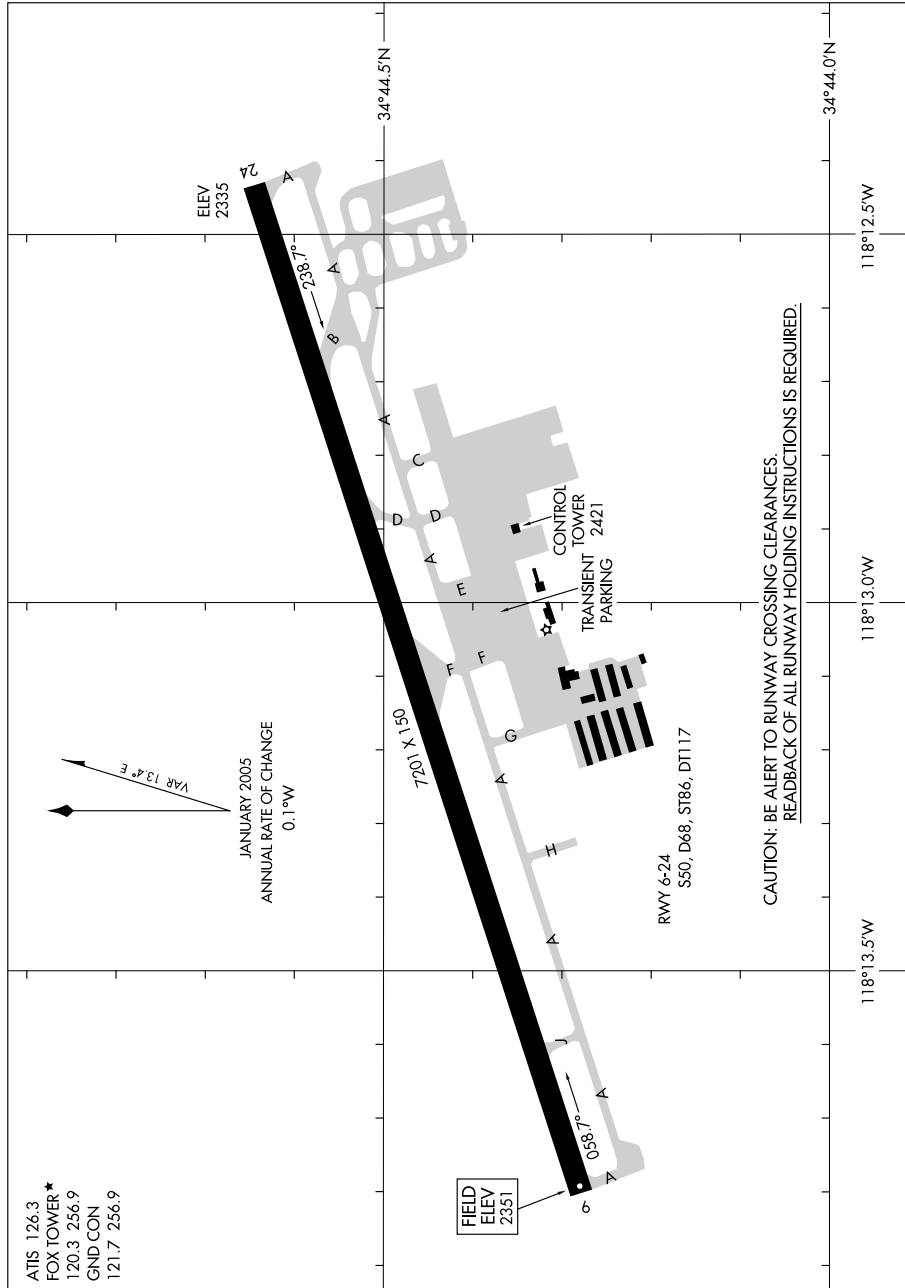 ATIS 126.3
FOX TOWER ★
120.3 256.9
GND CON
121.7 256.9
VAR 13.4° E
JANUARY 2005
ANNUAL RATE OF CHANGE
0.1°W
ELEV
2335
24
A
34°44.5'N
34°44.0'N
238.7°
A
B
118°12.5'W
A
C
D
D
A
E
CONTROL
TOWER
2421
TRANSIENT
PARKING
118°13.0'W
F
F
7201 X 150
G
A
H
A
RWY 6-24
S50, D68, ST86, DT117
118°13.5'W
J
A
058.7°
A
6
FIELD
ELEV
2351
CAUTION: BE ALERT TO RUNWAY CROSSING CLEARANCES.
READBACK OF ALL RUNWAY HOLDING INSTRUCTIONS IS REQUIRED.